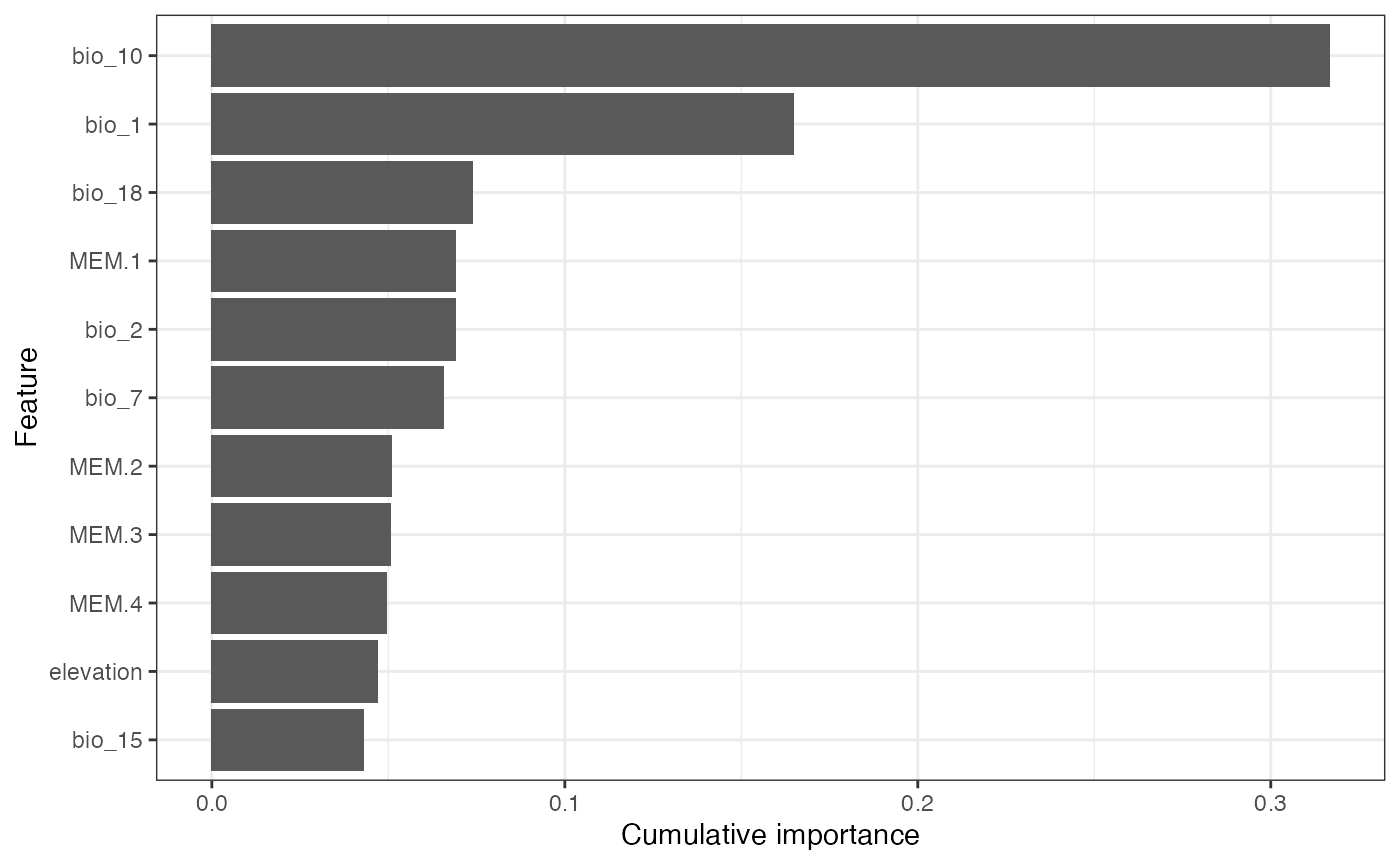 Feature
bio_10
bio_1
bio_18
MEM.1
bio_2
bio_7
MEM.2
MEM.3
MEM.4
elevation
bio_15
0.0 0.1 0.2 0.3
Cumulative importance